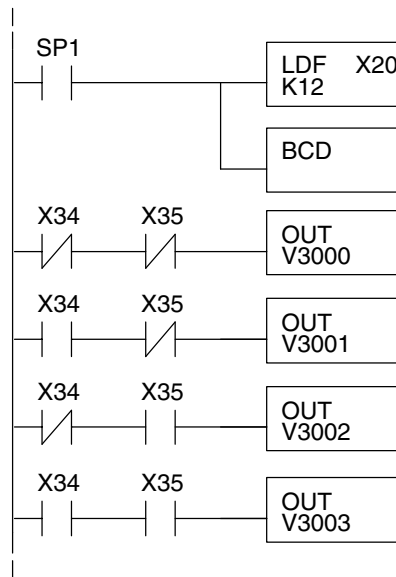 SP1
LDF X20
K12
BCD
X34 X35
OUT
V3000
X34 X35
OUT
V3001
X34 X35
OUT
V3002
X34 X35
OUT
V3003